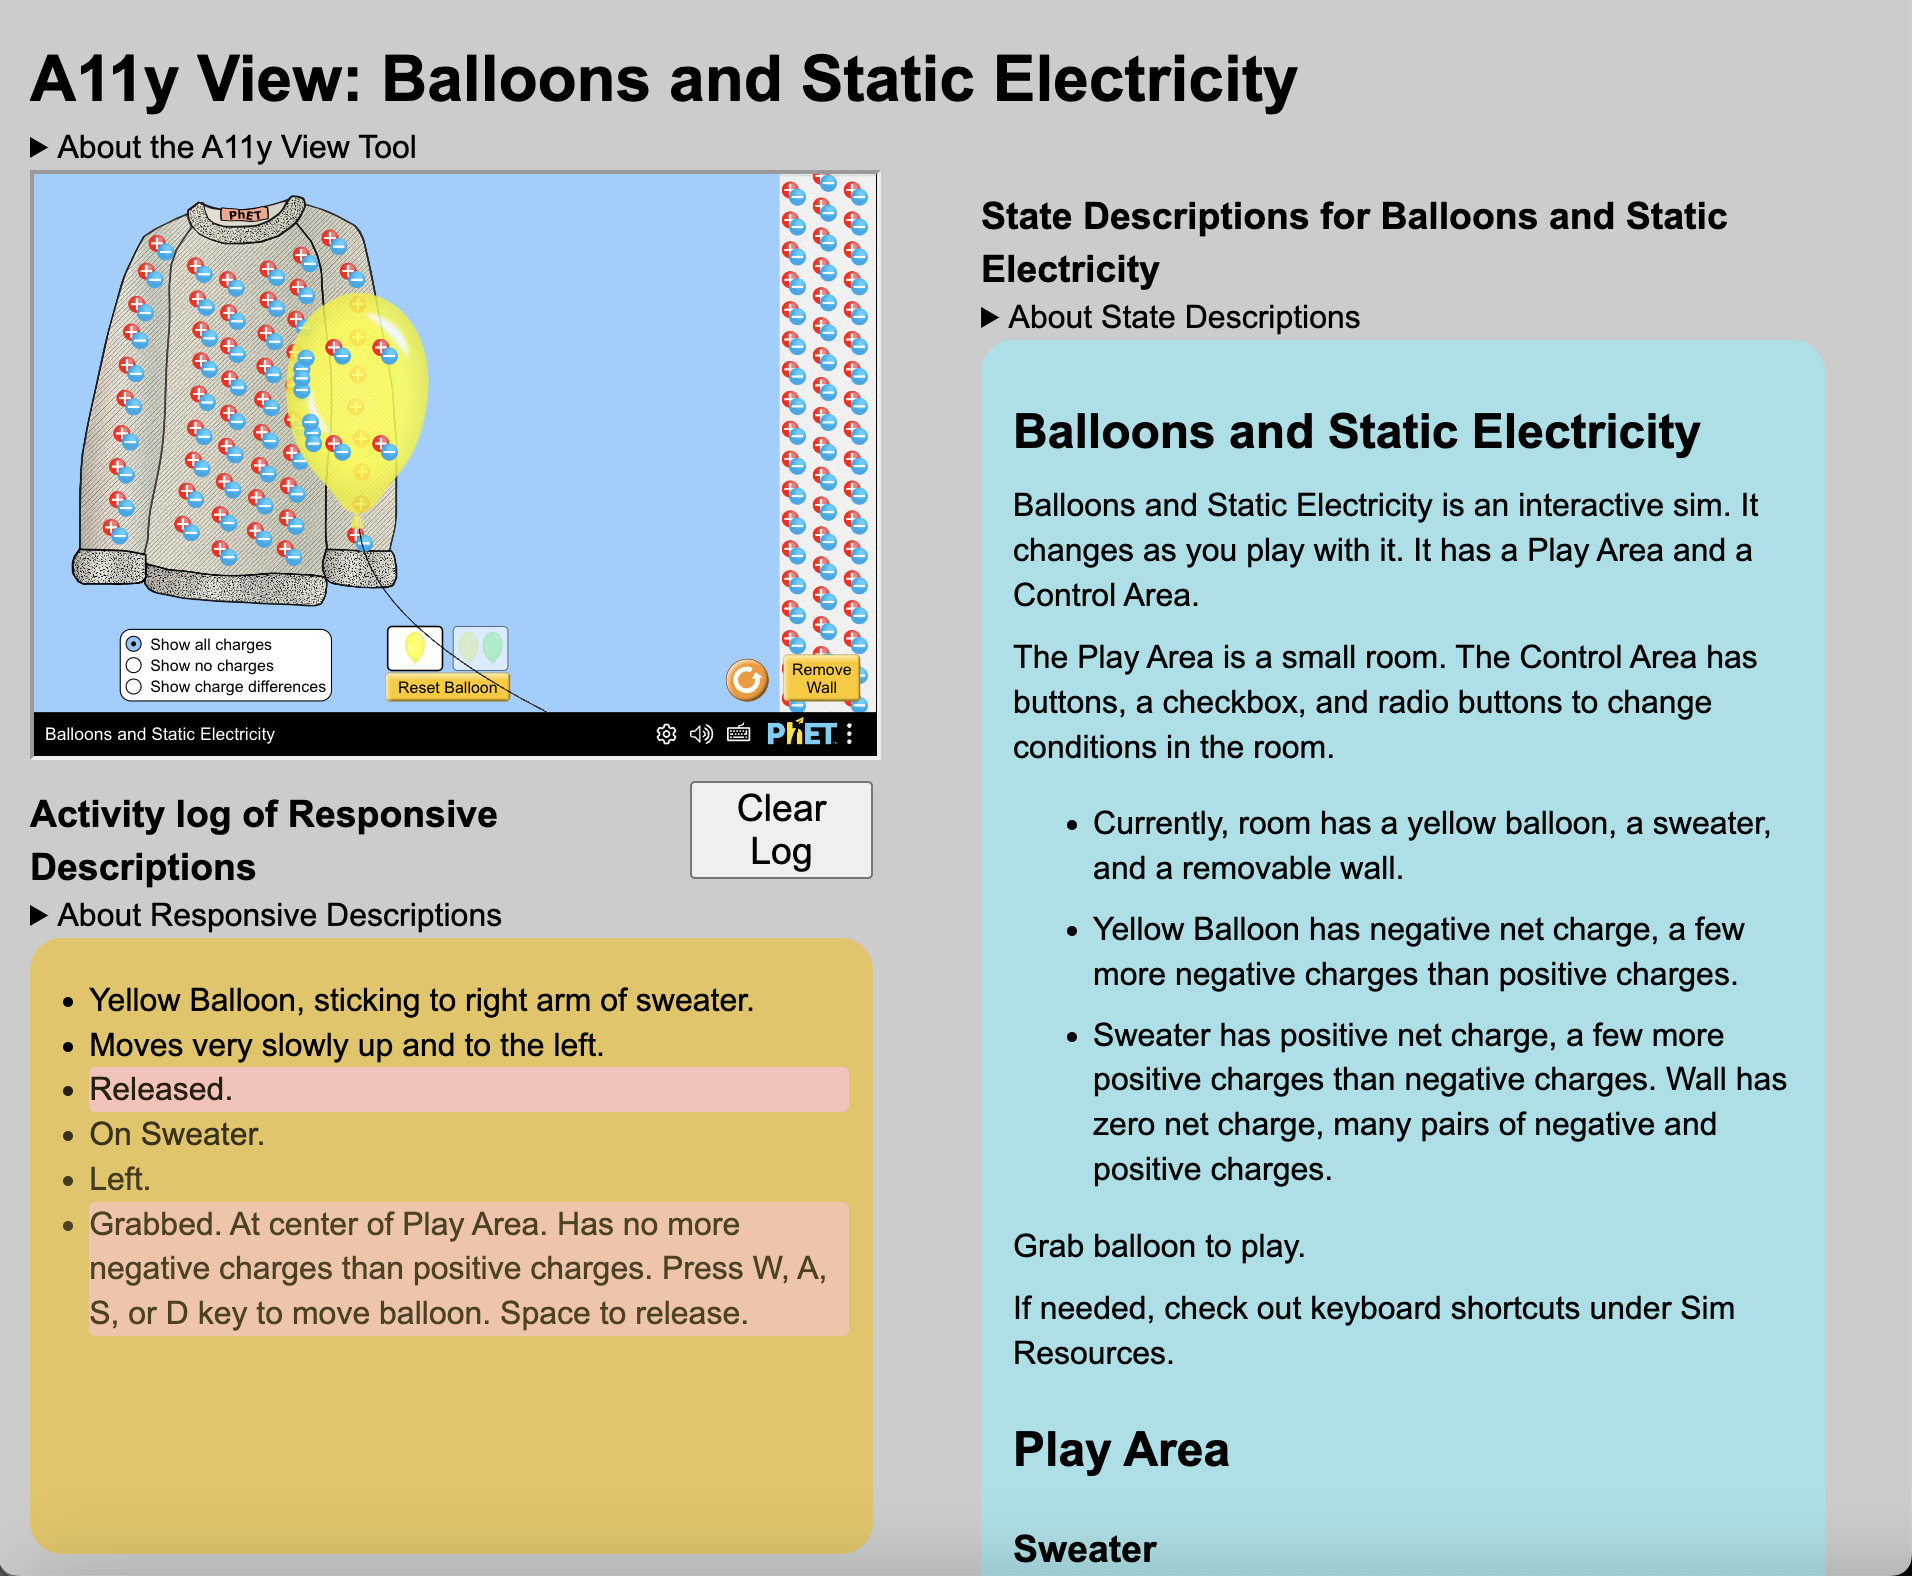 A11y View: Balloons and Static Electricity
About the A11y View Tool
PhET
Show all charges
Show no charges
Show charge differences
Reset Balloon
Remove
Wall
Balloons and Static Electricity
PhET
Activity log of Responsive
Descriptions
Clear
Log
About Responsive Descriptions
Yellow Balloon, sticking to right arm of sweater.
Moves very slowly up and to the left.
Released.
On Sweater.
Left.
Grabbed. At center of Play Area. Has no more
negative charges than positive charges. Press W, A,
S, or D key to move balloon. Space to release.
State Descriptions for Balloons and Static
Electricity
About State Descriptions
Balloons and Static Electricity
Balloons and Static Electricity is an interactive sim. It
changes as you play with it. It has a Play Area and a
Control Area.
The Play Area is a small room. The Control Area has
buttons, a checkbox, and radio buttons to change
conditions in the room.
Currently, room has a yellow balloon, a sweater,
and a removable wall.
Yellow Balloon has negative net charge, a few
more negative charges than positive charges.
Sweater has positive net charge, a few more
positive charges than negative charges. Wall has
zero net charge, many pairs of negative and
positive charges.
Grab balloon to play.
If needed, check out keyboard shortcuts under Sim
Resources.
Play Area
Sweater